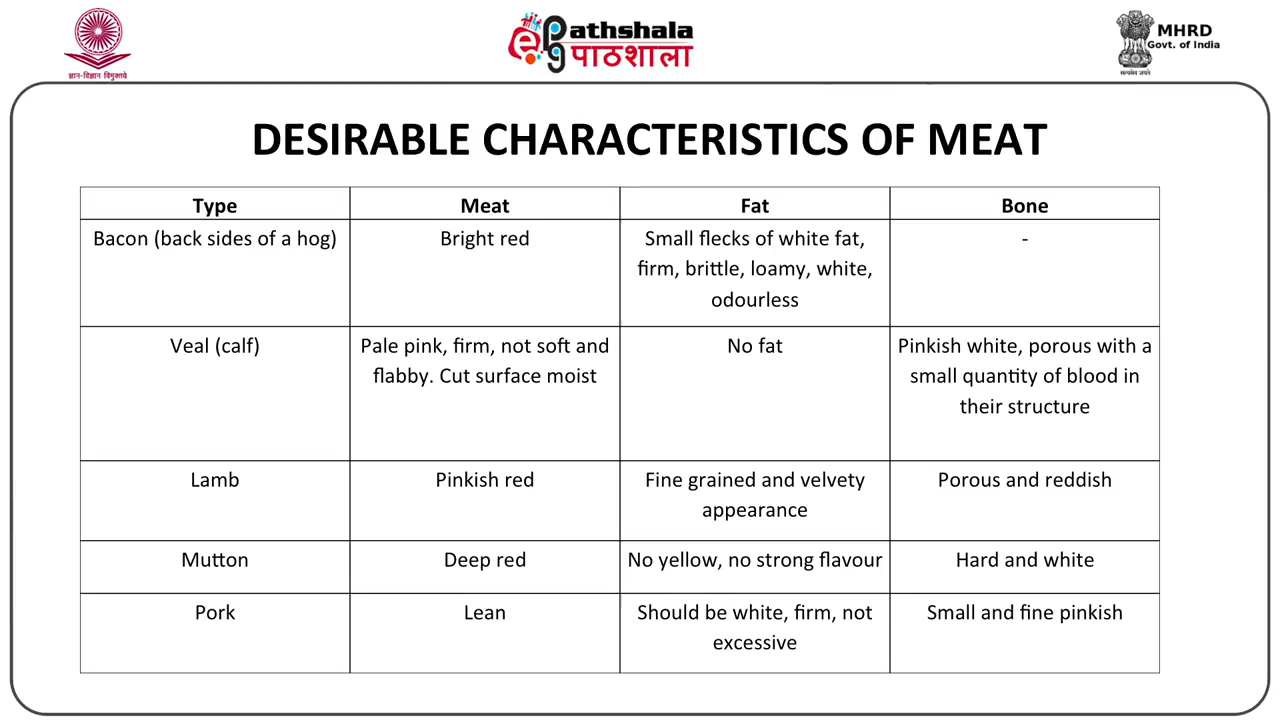 ज्ञान-विज्ञान विमुक्तये
Pathshala
पाठशाला
MHRD
Govt. of India
सत्यमेव जयते
DESIRABLE CHARACTERISTICS OF MEAT
Type Meat Fat Bone
Bacon (back sides of a hog) Bright red Small flecks of white fat, -
firm, brittle, loamy, white,
odourless
Veal (calf) Pale pink, firm, not soft and No fat Pinkish white, porous with a
flabby. Cut surface moist small quantity of blood in
their structure
Lamb Pinkish red Fine grained and velvety Porous and reddish
appearance
Mutton Deep red No yellow, no strong flavour Hard and white
Pork Lean Should be white, firm, not Small and fine pinkish
excessive